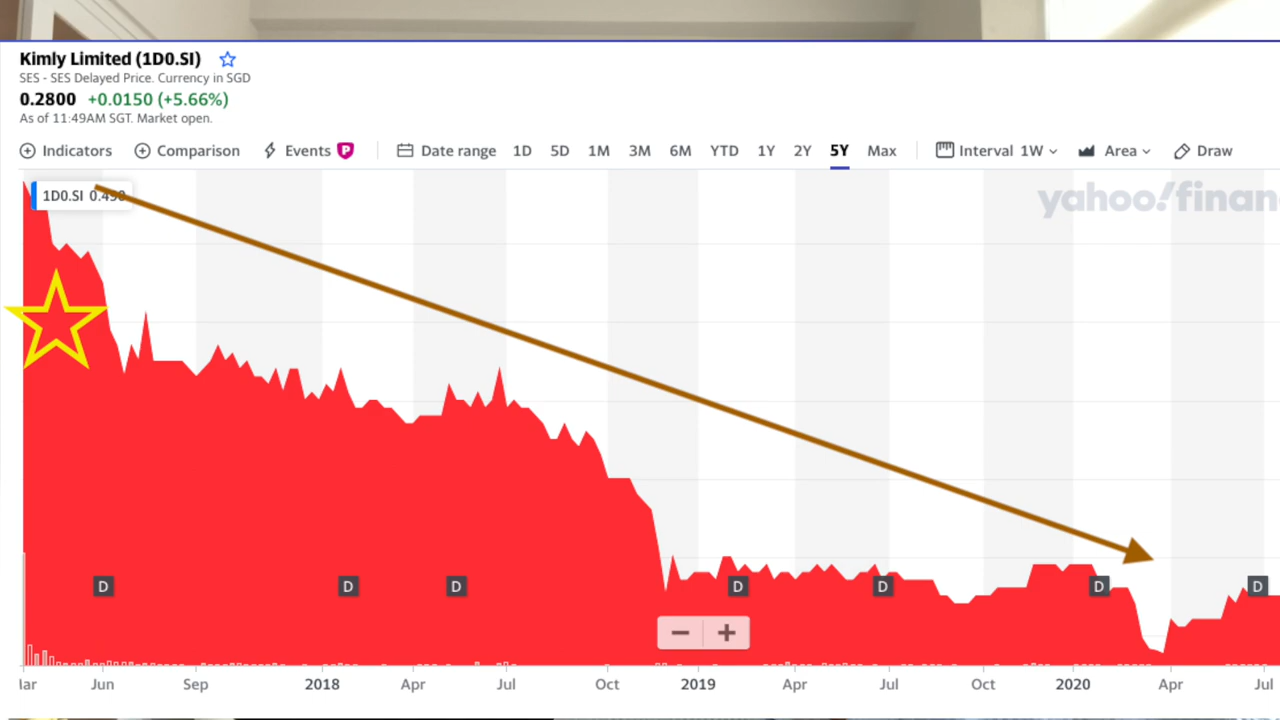 Kimly Limited (1D0.SI)
SES - SES Delayed Price. Currency in SGD
0.2800 +0.0150 (+5.66%)
As of 11:49AM SGT. Market open.
Indicators Comparison Events P Date range 1D 5D 1M 3M 6M YTD 1Y 2Y 5Y Max Interval 1W Area Draw
yahoo!finan
1D0.SI
D D D D D D D
Jun Sep 2018 Apr Jul Oct 2019 Apr Jul Oct 2020 Apr Jul